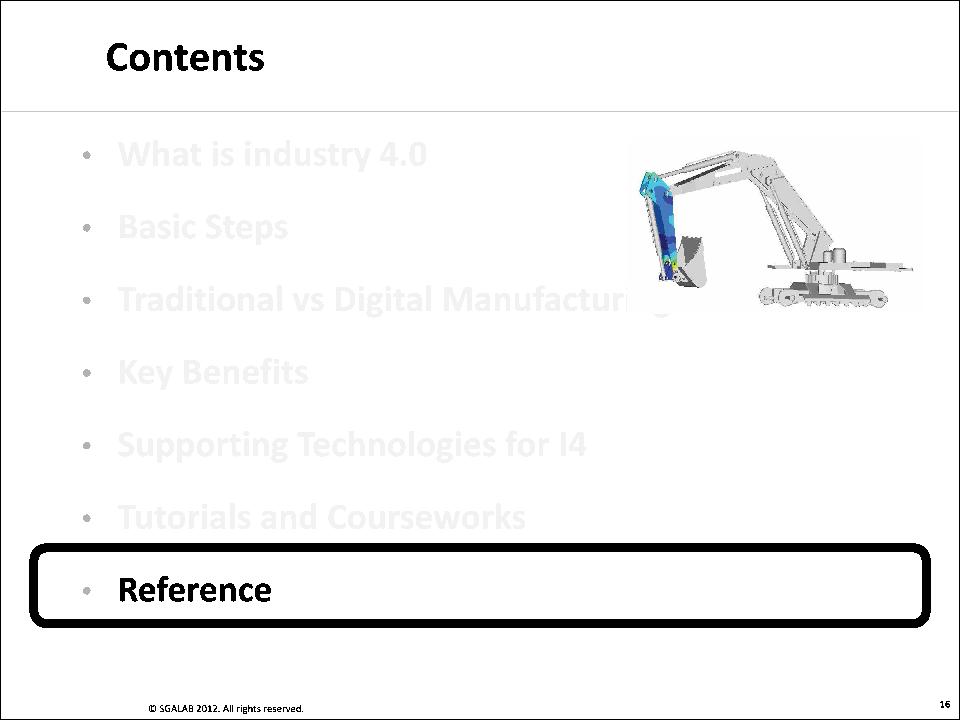 Contents
• What is industry 4.0
• Basic Steps
• Traditional vs Digital Manufacturing
• Key Benefits
• Supporting Technologies for I4
• Tutorials and Courseworks
• Reference
© SGALAB 2012. All rights reserved.
16